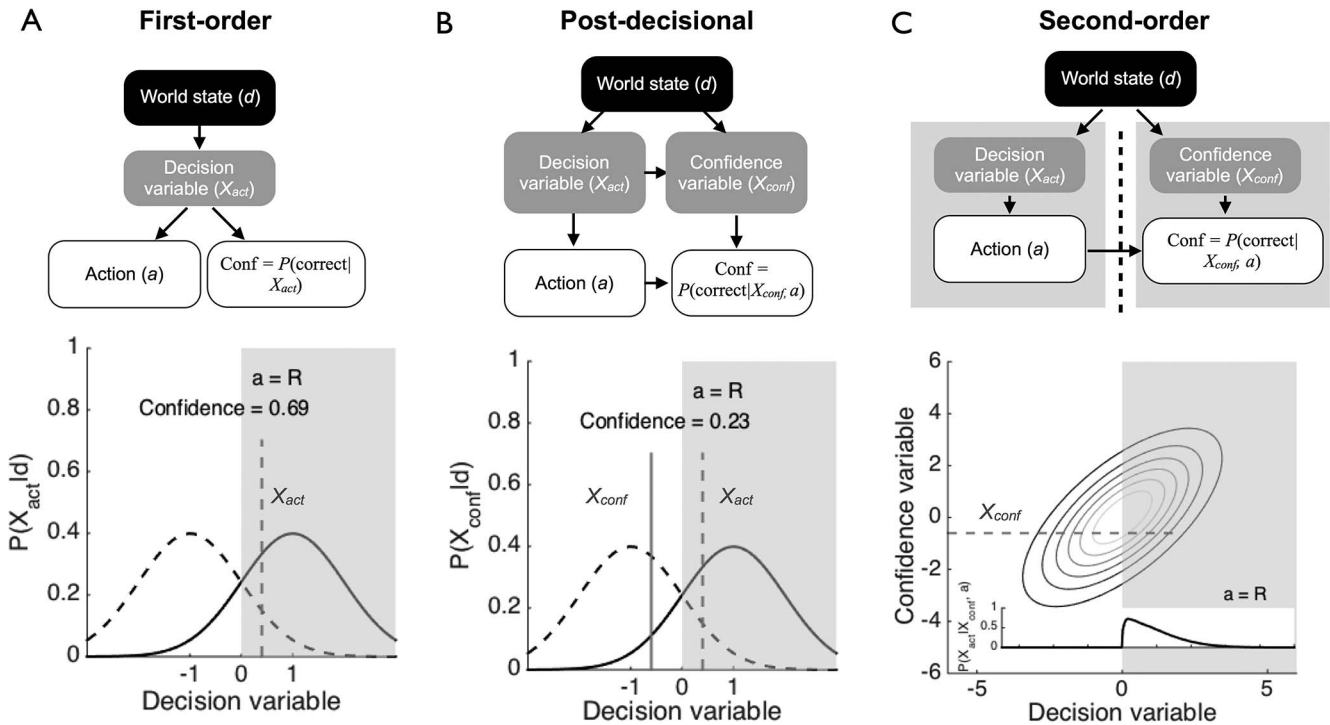 A
First-order
World state (d)
Decision
variable (Xact)
Action (a)
Conf = P(correct|
Xact)
1
0.8
0.6
0.4
0.2
0
P(Xact|d)
a = R
Confidence = 0.69
Xact
-1
0
1
Decision variable
B
Post-decisional
World state (d)
Decision
variable (Xact)
Confidence
variable (Xconf)
Action (a)
Conf =
P(correct|Xconf, a)
1
0.8
0.6
0.4
0.2
0
P(Xconf|d)
a = R
Confidence = 0.23
Xconf
Xact
-1
0
1
Decision variable
C
Second-order
World state (d)
Decision
variable (Xact)
Confidence
variable (Xconf)
Action (a)
Conf = P(correct|
Xconf, a)
6
4
2
0
-2
-4
-6
Confidence variable
Xconf
a = R
P(Xact|Xconf, a)
1
0.5
0
-5
0
5
Decision variable